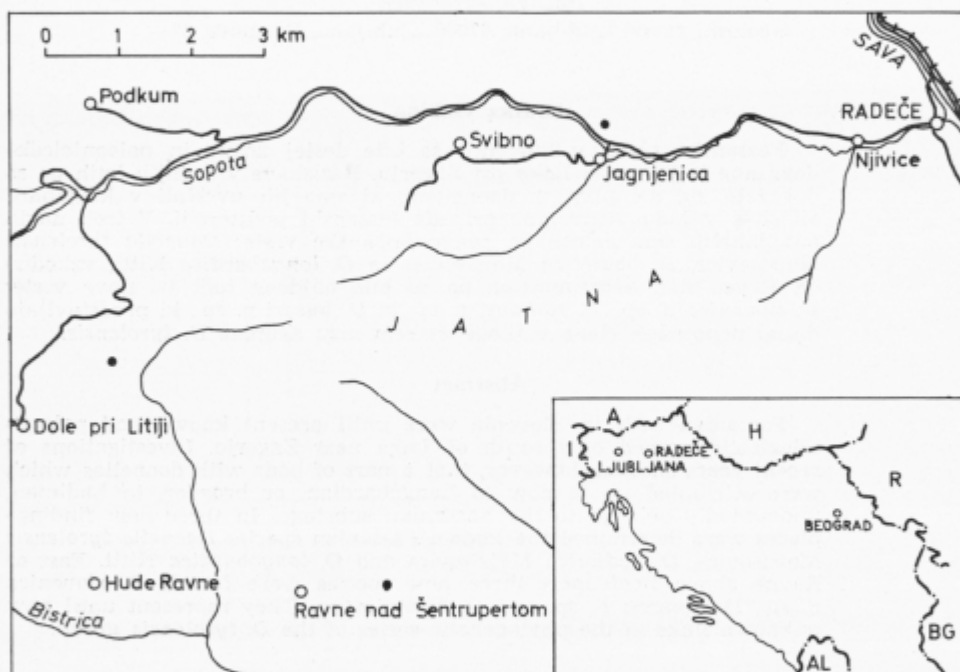 0 1 2 3 km
SAVA
Podkum
RADEČE
Svibno
Njivice
Sopota
Jagnjenica
JATNA
Dole pri Litiji
A
H
I
RADEČE
LJUBLJANA
R
BEOGRAD
Hude Ravne
Ravne nad Šentrupertom
Bistrica
BG
AL